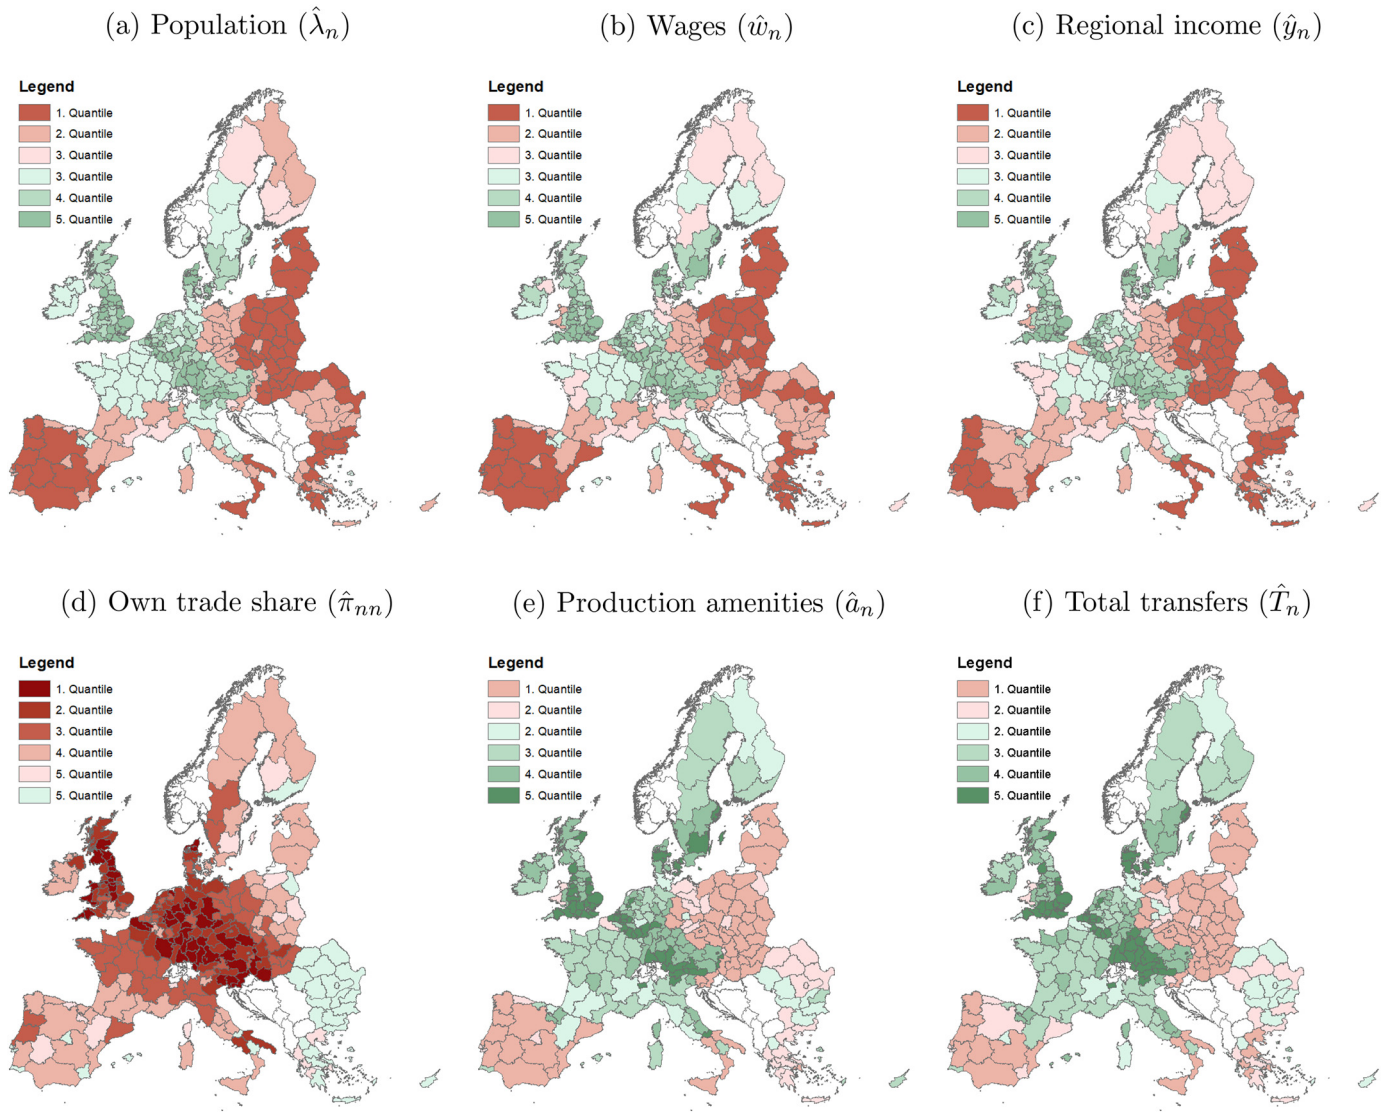 (a) Population (λ̂ₙ)
(b) Wages (ŵₙ)
(c) Regional income (ŷₙ)
Legend
1. Quantile
2. Quantile
3. Quantile
3. Quantile
4. Quantile
5. Quantile
Legend
1. Quantile
2. Quantile
3. Quantile
3. Quantile
4. Quantile
5. Quantile
Legend
1. Quantile
2. Quantile
3. Quantile
3. Quantile
4. Quantile
5. Quantile
(d) Own trade share (π̂ₙₙ)
(e) Production amenities (âₙ)
(f) Total transfers (T̂ₙ)
Legend
1. Quantile
2. Quantile
3. Quantile
4. Quantile
5. Quantile
5. Quantile
Legend
1. Quantile
2. Quantile
2. Quantile
3. Quantile
4. Quantile
5. Quantile
Legend
1. Quantile
2. Quantile
2. Quantile
3. Quantile
4. Quantile
5. Quantile